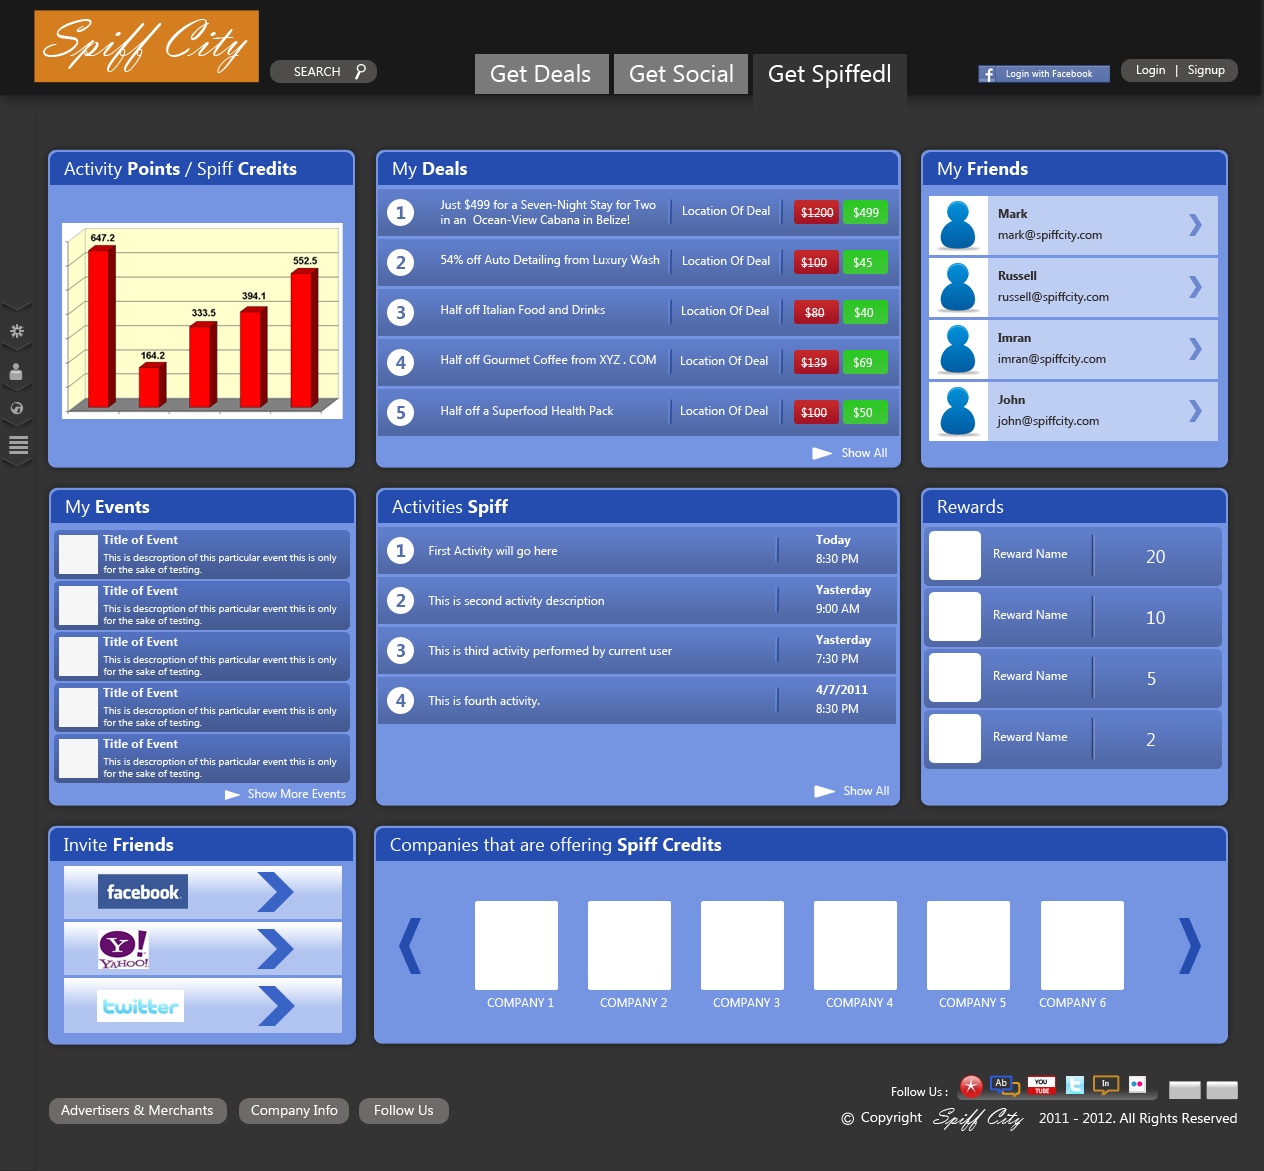 Spiff City
SEARCH
Get Deals
Get Social
Get Spiffedl
Login with Facebook
Login | Signup
Activity Points / Spiff Credits
647.2
164.2
333.5
394.1
552.5
My Deals
1 Just $499 for a Seven-Night Stay for Two
in an Ocean-View Cabana in Belize!
Location Of Deal $1200 $499
2 54% off Auto Detailing from Luxury Wash Location Of Deal $100 $45
3 Half off Italian Food and Drinks Location Of Deal $80 $40
4 Half off Gourmet Coffee from XYZ . COM Location Of Deal $139 $69
5 Half off a Superfood Health Pack Location Of Deal $100 $50
Show All
My Friends
Mark
mark@spiffcity.com
Russell
russell@spiffcity.com
Imran
imran@spiffcity.com
John
john@spiffcity.com
My Events
Title of Event
This is descroption of this particular event this is only
for the sake of testing.
Title of Event
This is descroption of this particular event this is only
for the sake of testing.
Title of Event
This is descroption of this particular event this is only
for the sake of testing.
Title of Event
This is descroption of this particular event this is only
for the sake of testing.
Title of Event
This is descroption of this particular event this is only
for the sake of testing.
Show More Events
Activities Spiff
1 First Activity will go here
Today
8:30 PM
2 This is second activity description
Yasterday
9:00 AM
3 This is third activity performed by current user
Yasterday
7:30 PM
4 This is fourth activity.
4/7/2011
8:30 PM
Show All
Rewards
Reward Name 20
Reward Name 10
Reward Name 5
Reward Name 2
Invite Friends
facebook
Y!
YAHOO!
twitter
Companies that are offering Spiff Credits
COMPANY 1
COMPANY 2
COMPANY 3
COMPANY 4
COMPANY 5
COMPANY 6
Advertisers & Merchants
Company Info
Follow Us
Follow Us :
Ab
YOU
TUBE
In
© Copyright Spiff City 2011 - 2012. All Rights Reserved